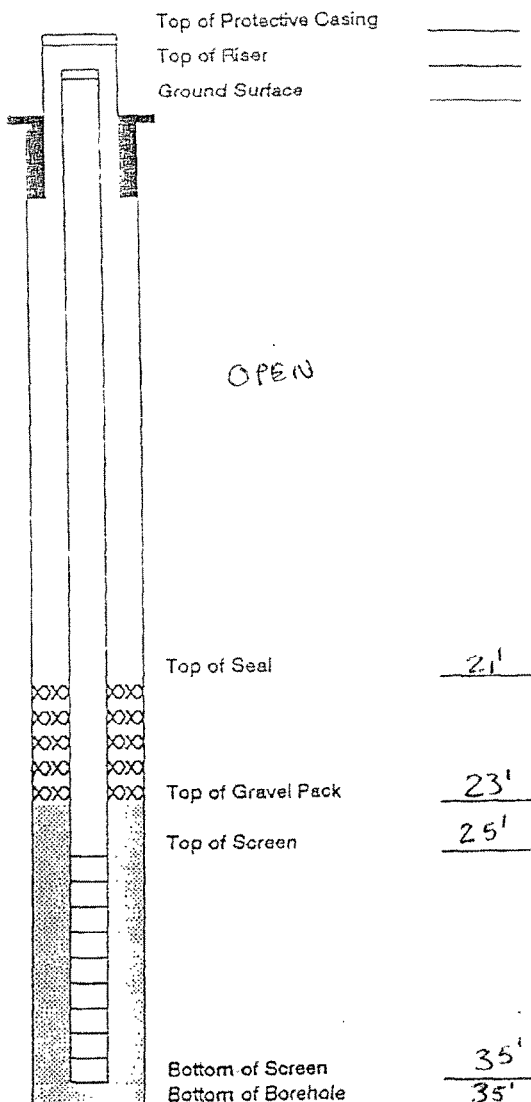 Top of Protective Casing
Top of Riser
Ground Surface
OPEN
Top of Seal 21'
Top of Gravel Pack 23'
Top of Screen 25'
Bottom of Screen 35'
Bottom of Borehole 35'